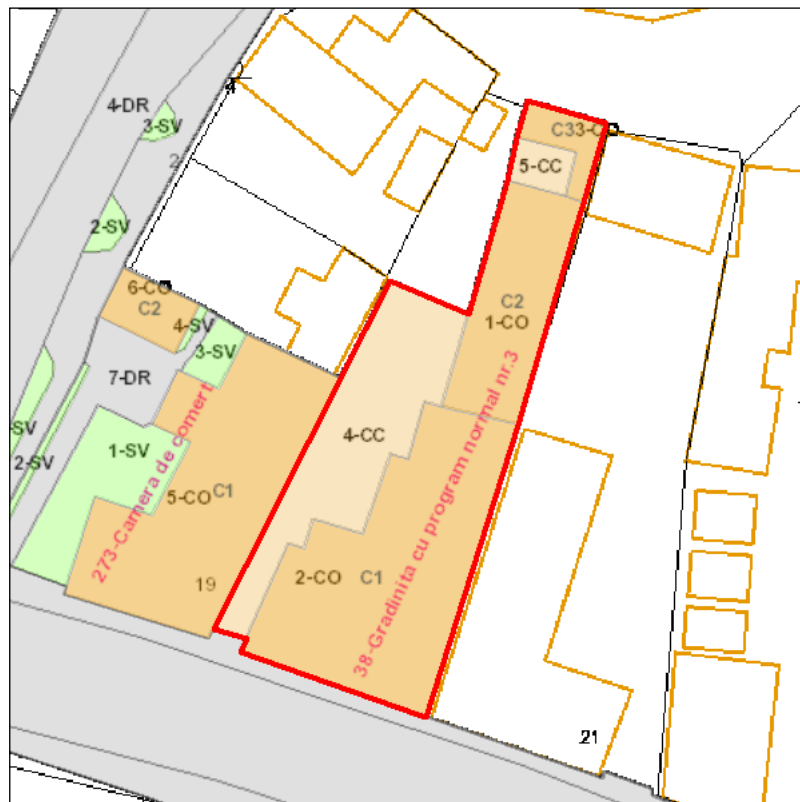 4-DR
3-SV
4
2
2-SV
C33-CO
5-CC
6-CO
C2
4-SV
3-SV
C2
1-CO
7-DR
-SV
2-SV
1-SV
4-CC
5-CO C1
273-Camera de comert
19
2-CO C1
38-Gradinita cu program normal nr.3
21